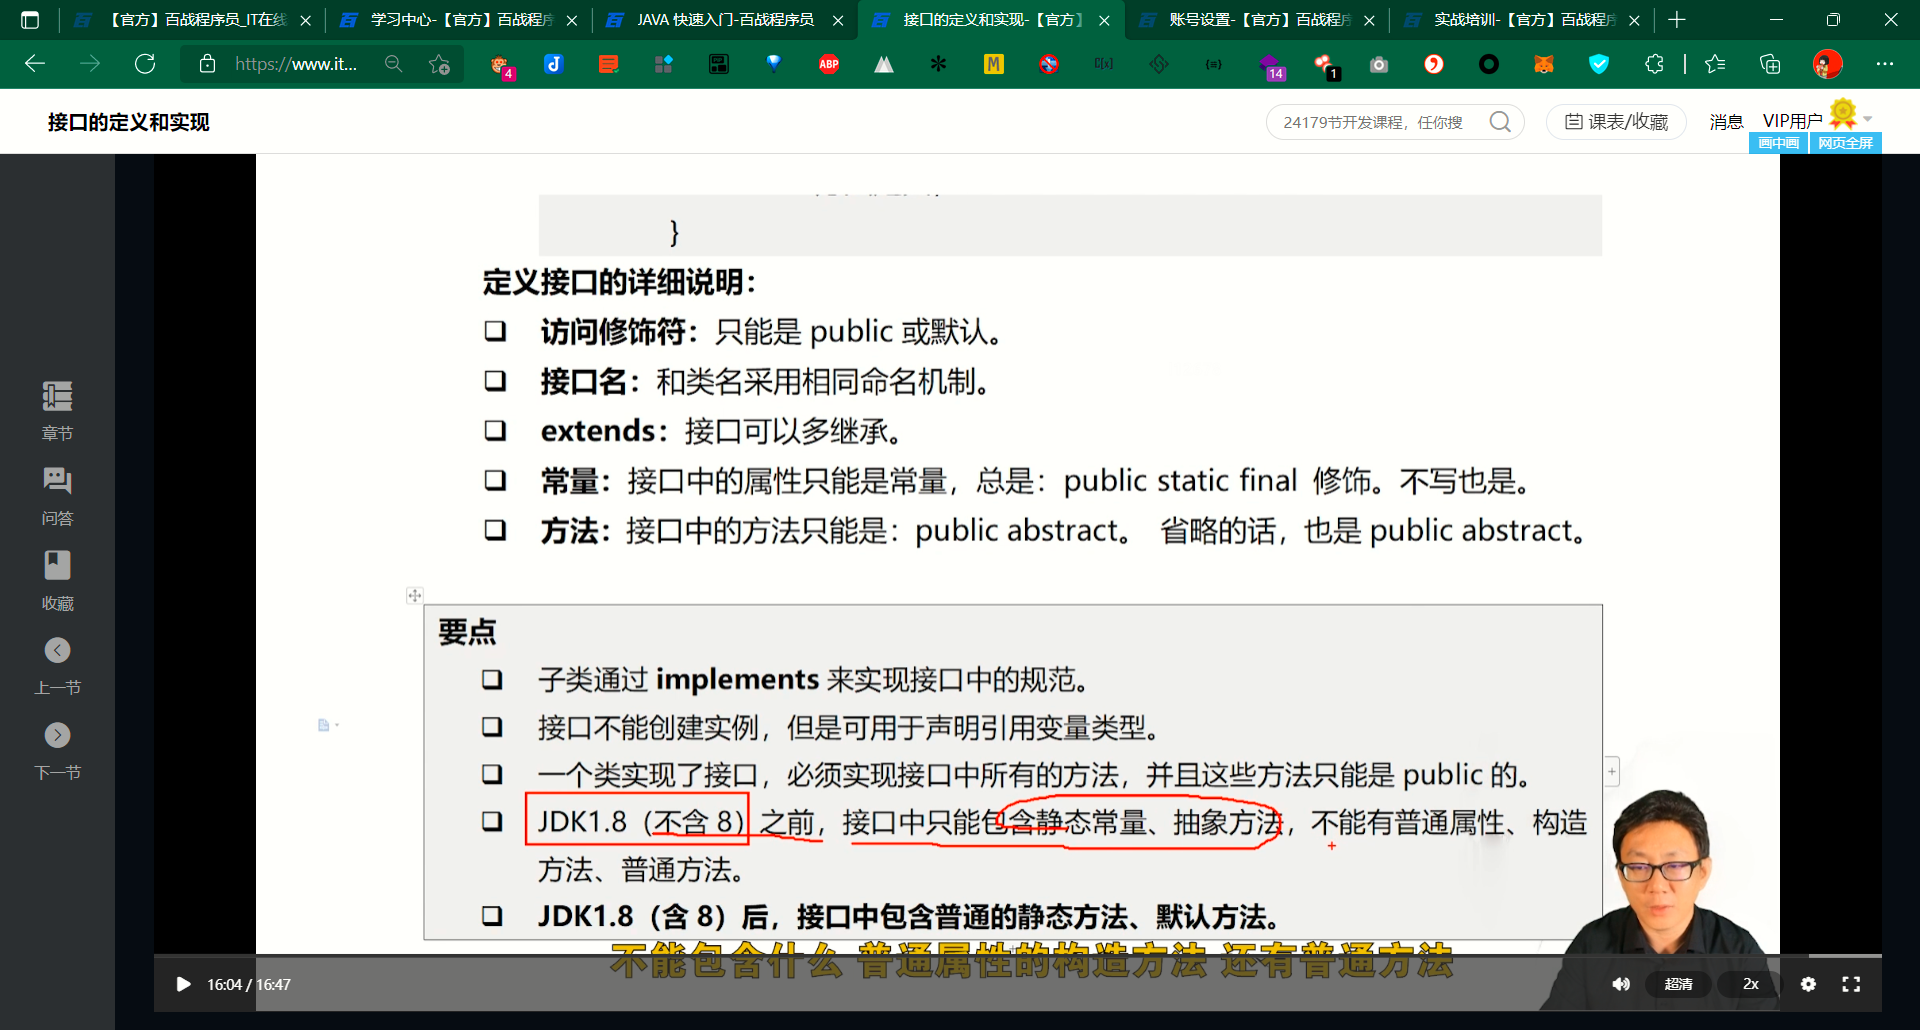 【官方】百战程序员_IT在线
学习中心-【官方】百战程序
JAVA 快速入门-百战程序员
接口的定义和实现-【官方】
账号设置-【官方】百战程序
实战培训-【官方】百战程序
https://www.it...
4
ABP
M
14
1
接口的定义和实现
24179节开发课程，任你搜
课表/收藏
消息
VIP用户
画中画
网页全屏
章节
问答
收藏
上一节
下一节
}
定义接口的详细说明：
访问修饰符：只能是 public 或默认。
接口名：和类名采用相同命名机制。
extends：接口可以多继承。
常量：接口中的属性只能是常量，总是：public static final 修饰。不写也是。
方法：接口中的方法只能是：public abstract。 省略的话，也是 public abstract。
要点
子类通过 implements 来实现接口中的规范。
接口不能创建实例，但是可用于声明引用变量类型。
一个类实现了接口，必须实现接口中所有的方法，并且这些方法只能是 public 的。
JDK1.8（不含 8）之前，接口中只能包含静态常量、抽象方法，不能有普通属性、构造
方法、普通方法。
JDK1.8（含 8）后，接口中包含普通的静态方法、默认方法。
不能包含什么 普通属性的构造方法 还有普通方法
16:04 / 16:47
超清
2x